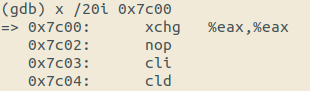 (gdb) x /20i 0x7c00
=> 0x7c00:      xchg   %eax,%eax
   0x7c02:      nop
   0x7c03:      cli
   0x7c04:      cld